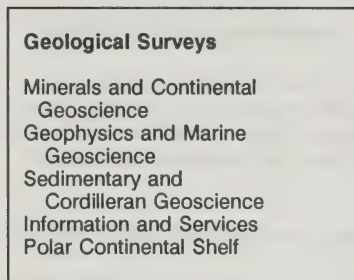 Geological Surveys
Minerals and Continental
Geoscience
Geophysics and Marine
Geoscience
Sedimentary and
Cordilleran Geoscience
Information and Services
Polar Continental Shelf